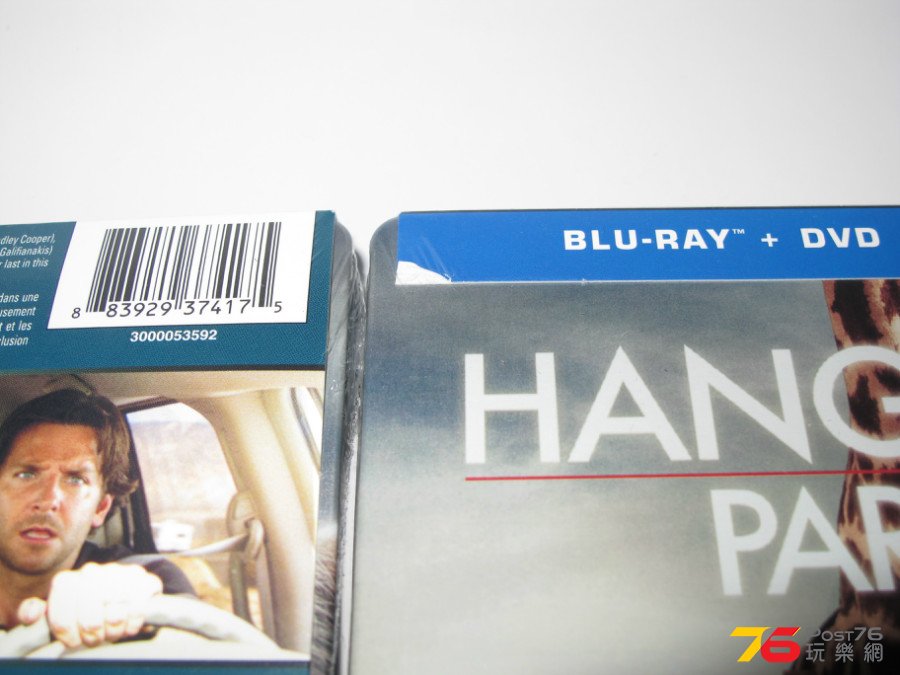 dley Cooper),
Galifianakis)
last in this
dans une
usement
t et les
clusion
8 83929 37417 5
3000053592
BLU-RAY™ + DVD
HANG
PAR
76 Post76
玩樂網